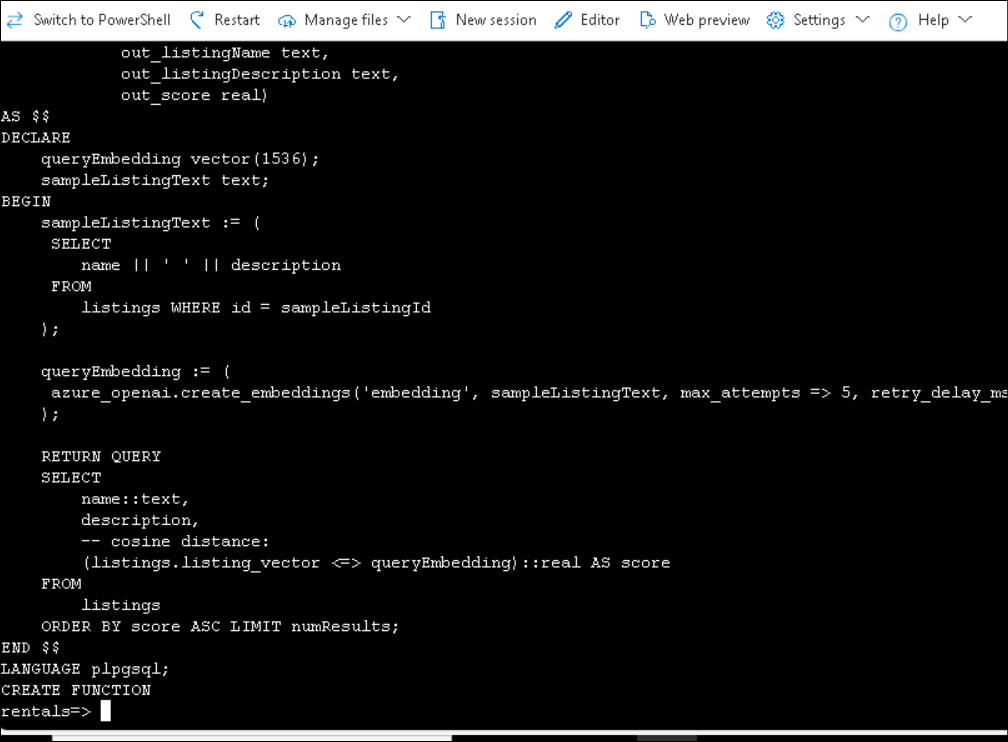 Switch to PowerShell Restart Manage files New session Editor Web preview Settings Help
            out_listingName text,
            out_listingDescription text,
            out_score real)
AS $$
DECLARE
    queryEmbedding vector(1536);
    sampleListingText text;
BEGIN
    sampleListingText := (
     SELECT
        name || ' ' || description
     FROM
        listings WHERE id = sampleListingId
    );
    queryEmbedding := (
     azure_openai.create_embeddings('embedding', sampleListingText, max_attempts => 5, retry_delay_ms
    );
    RETURN QUERY
    SELECT
        name::text,
        description,
        -- cosine distance:
        (listings.listing_vector <=> queryEmbedding)::real AS score
    FROM
        listings
    ORDER BY score ASC LIMIT numResults;
END $$
LANGUAGE plpgsql;
CREATE FUNCTION
rentals=>